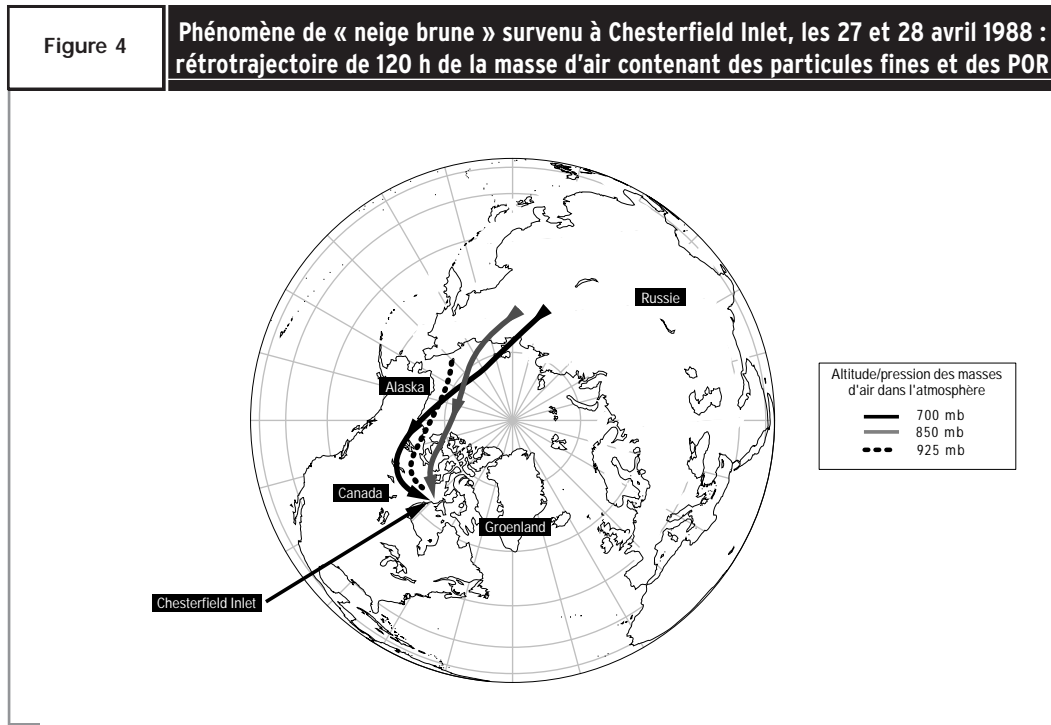 Figure 4
Phénomène de « neige brune » survenu à Chesterfield Inlet, les 27 et 28 avril 1988 :
rétrotrajectoire de 120 h de la masse d'air contenant des particules fines et des POR
Russie
Alaska
Canada
Groenland
Chesterfield Inlet
Altitude/pression des masses
d'air dans l'atmosphère
700 mb
850 mb
925 mb